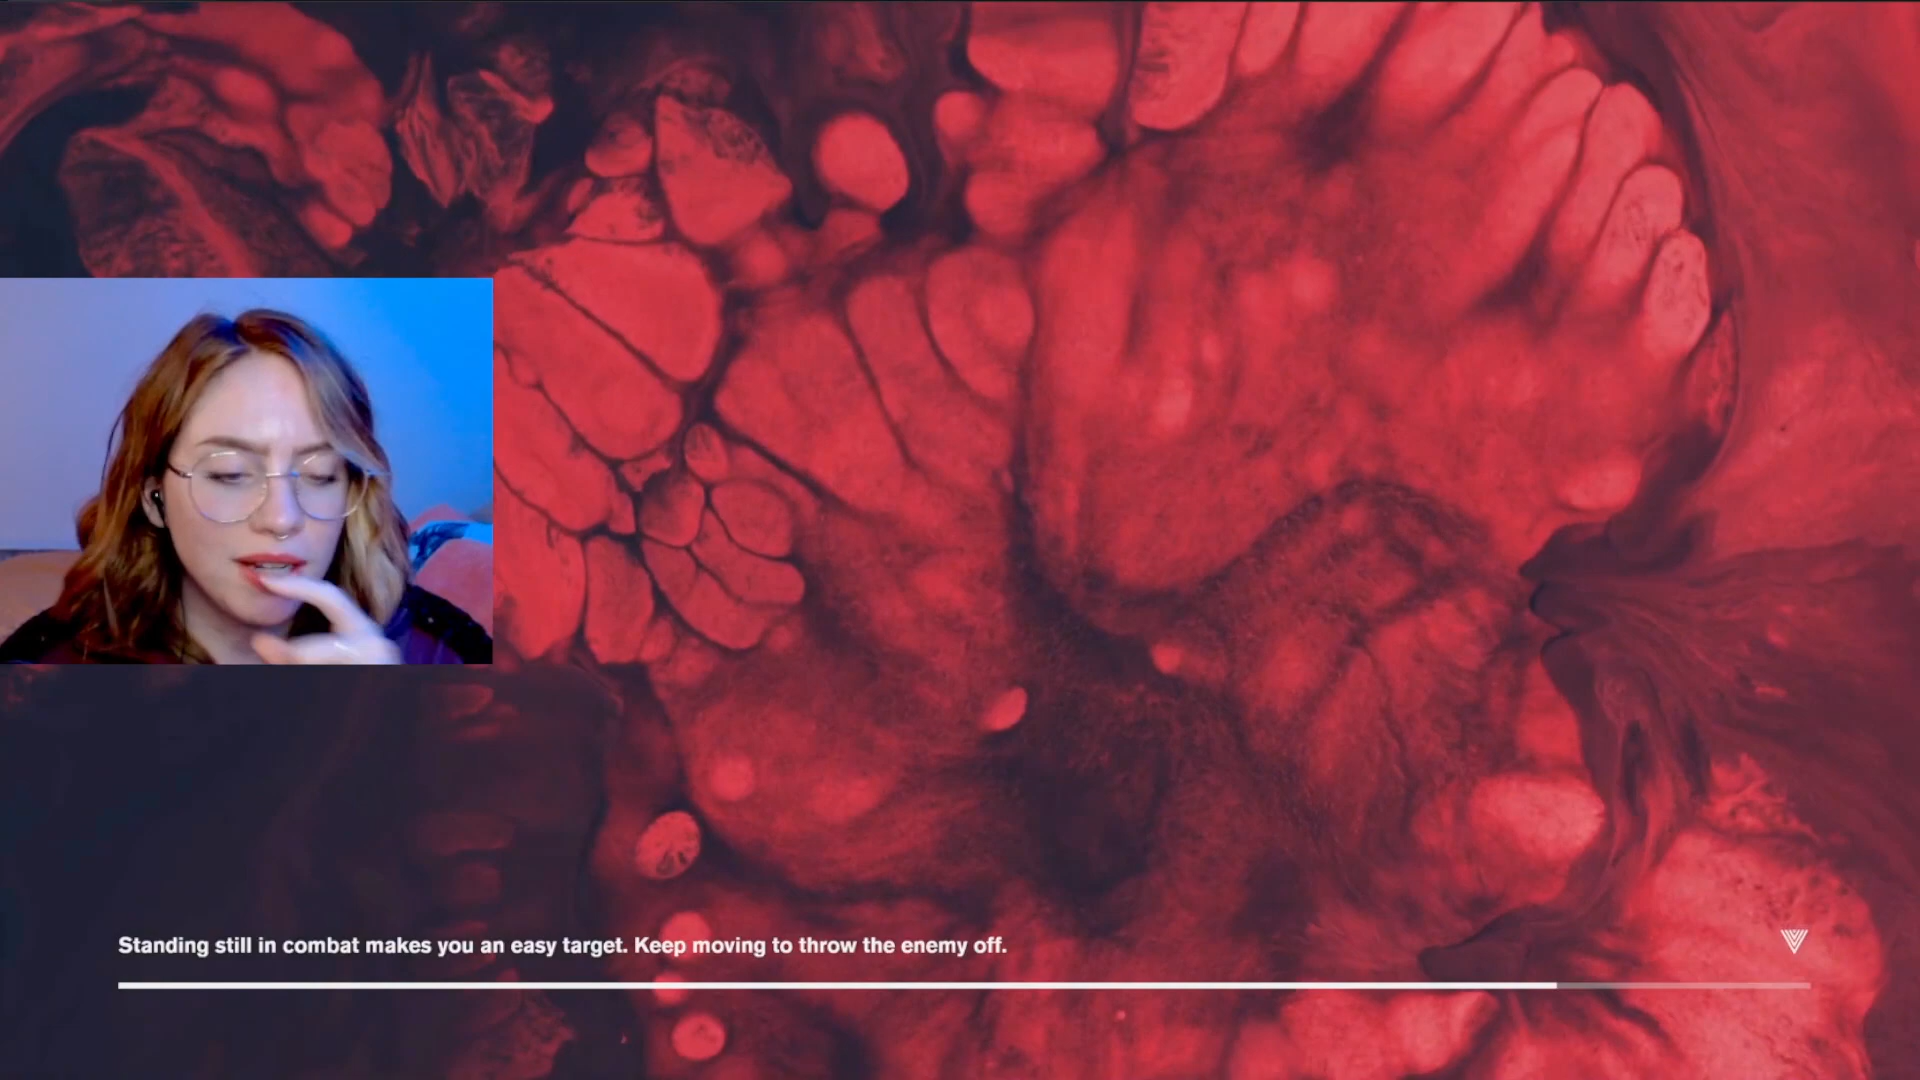 Standing still in combat makes you an easy target. Keep moving to throw the enemy off.